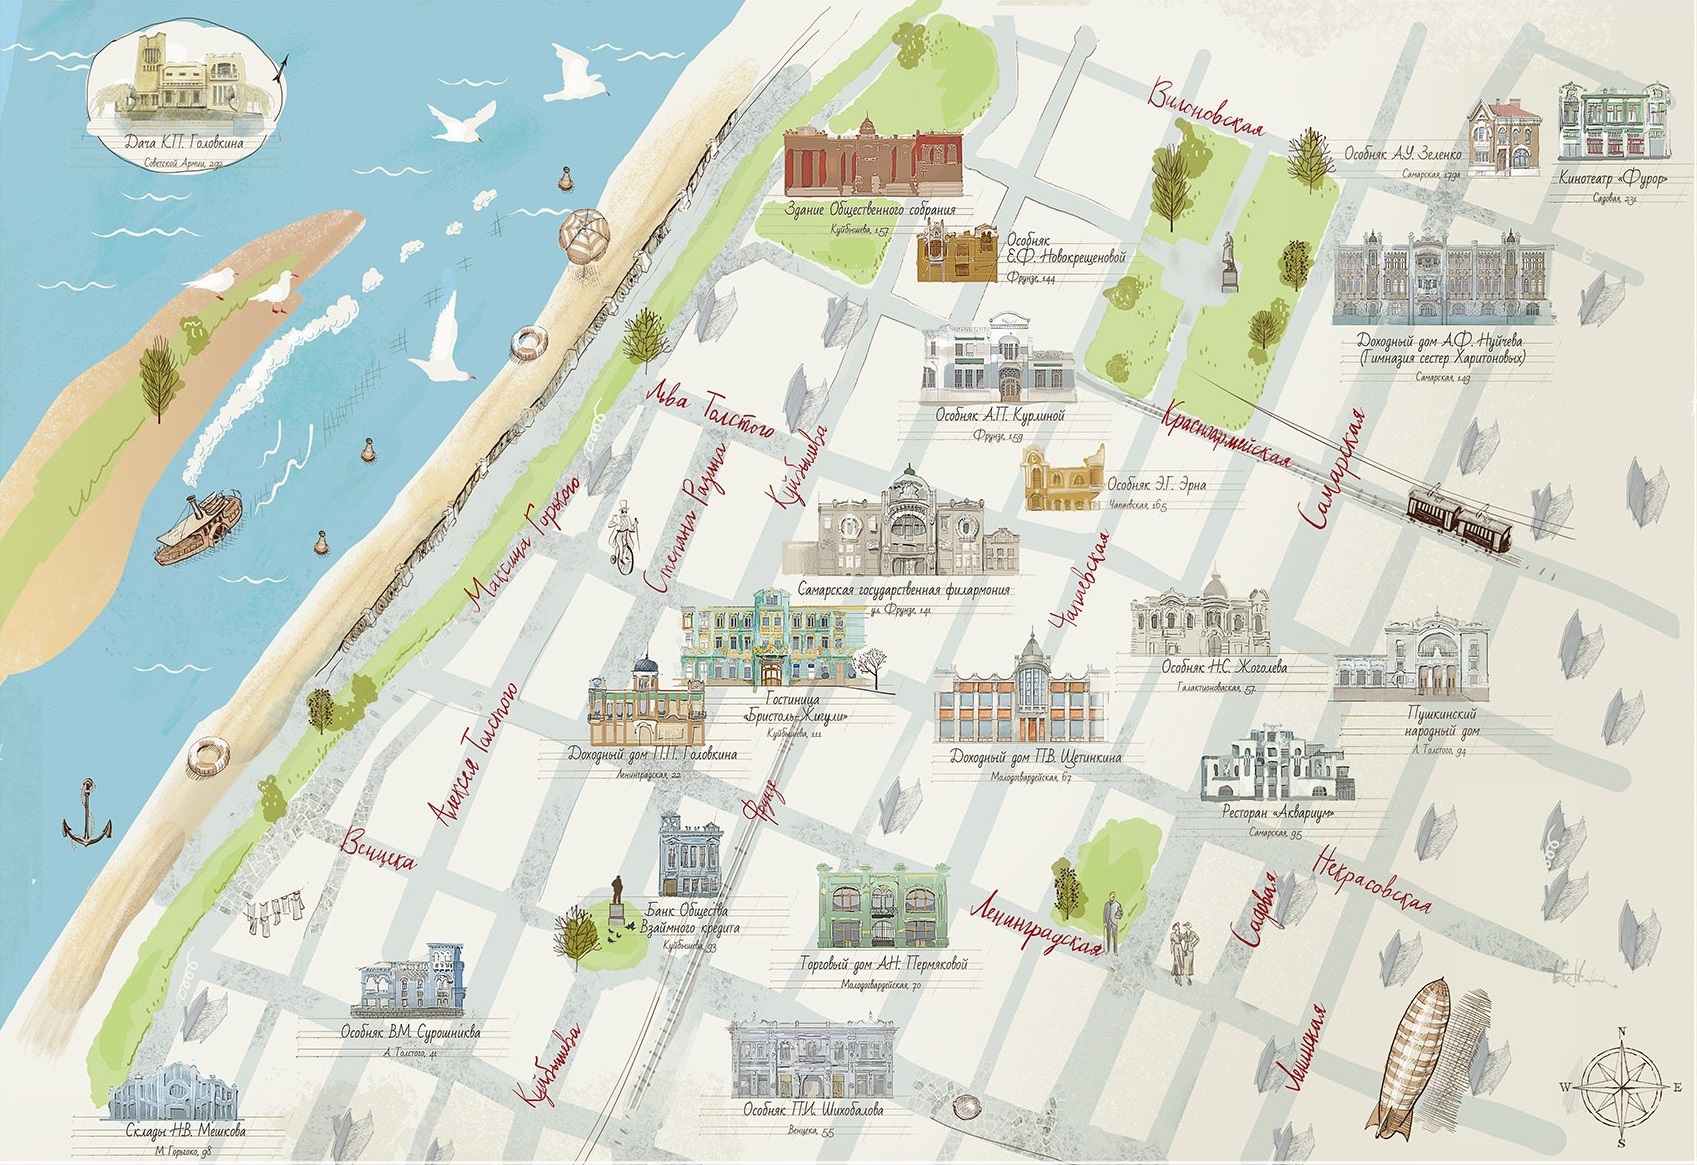 Дача К.П. Головкина
Советской Армии, 292
Здание Общественного собрания
Куйбышева, 157
Особняк
Е.Ф. Новокрещеновой
Фрунзе, 144
Вилоновская
Особняк А.У. Зеленко
Самарская, 179а
Кинотеатр «Фурор»
Садовая, 231
Доходный дом А.Ф. Нуйчева
(Гимназия сестер Харитоновых)
Самарская, 149
Особняк А.П. Курлиной
Фрунзе, 159
Льва Толстого
Куйбышева
Красноармейская
Самарская
Степана Разина
Максима Горького
Особняк Э.Г. Эрна
Чапаевская, 165
Чапаевская
Самарская государственная филармония
ул. Фрунзе, 141
Особняк Н.С. Жоголева
Галактионовская, 57
Пушкинский
народный дом
Л. Толстого, 94
Гостиница
«Бристоль-Жигули»
Куйбышева, 111
Доходный дом П.П. Головкина
Ленинградская, 22
Доходный дом П.В. Щетинкина
Молодогвардейская, 67
Ресторан «Аквариум»
Самарская, 95
Алексея Толстого
Венцека
Некрасовская
Банк Общества
Взаймного кредита
Куйбышева, 93
Торговый дом А.Н. Пермяковой
Молодогвардейская, 70
Ленинградская
Садовая
Особняк В.М. Сурошниква
А. Толстого, 41
Куйбышева
Особняк П.И. Шихобалова
Венцека, 55
Ленинская
Склады Н.В. Мешкова
М. Горького, 98
N
W
E
S